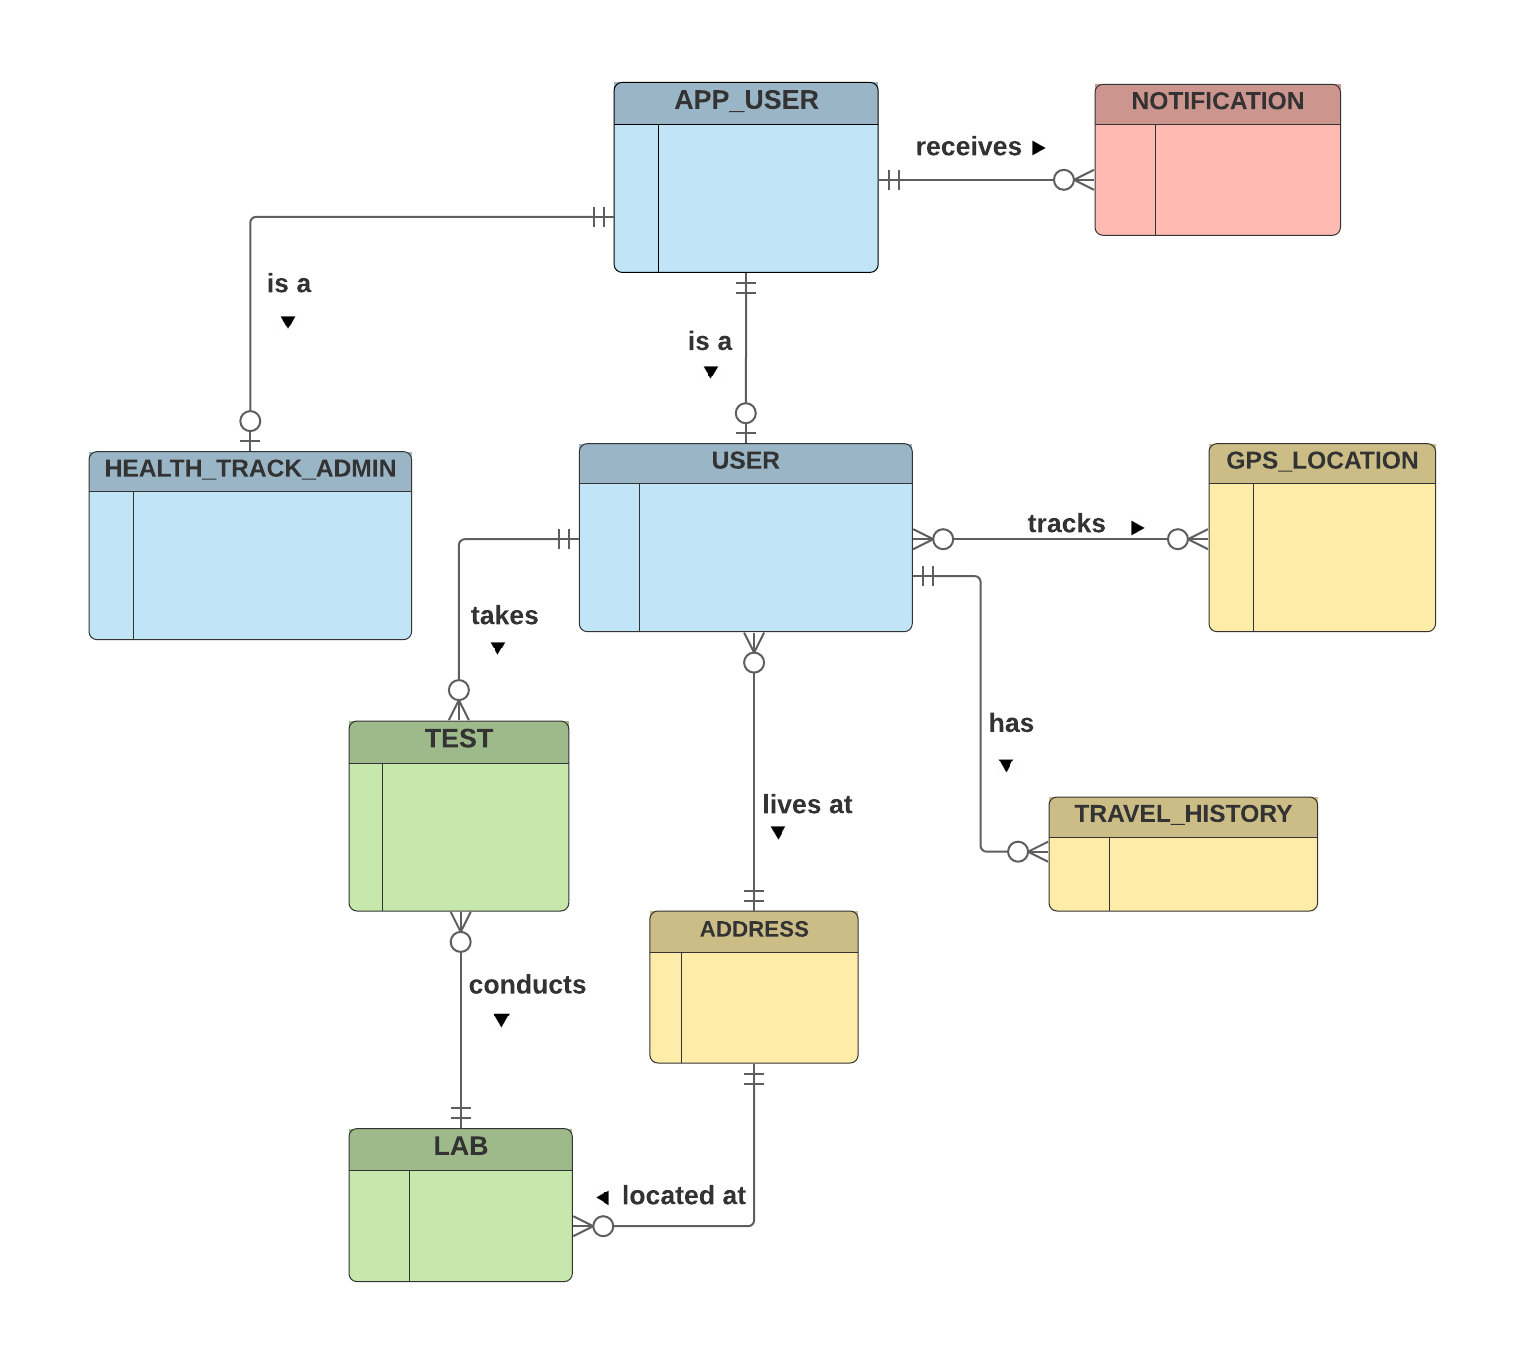 APP_USER
NOTIFICATION
receives
is a
is a
HEALTH_TRACK_ADMIN
USER
GPS_LOCATION
tracks
takes
has
TEST
lives at
TRAVEL_HISTORY
ADDRESS
conducts
LAB
located at